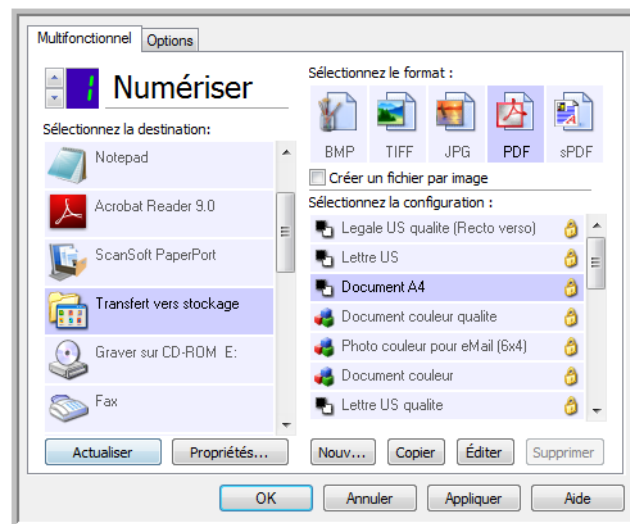 Multifonctionnel Options
1 Numériser
Sélectionnez la destination:
Notepad
Acrobat Reader 9.0
ScanSoft PaperPort
Transfert vers stockage
Graver sur CD-ROM E:
Fax
Actualiser Propriétés...
Sélectionnez le format :
BMP TIFF JPG PDF sPDF
Créer un fichier par image
Sélectionnez la configuration :
Legale US qualite (Recto verso)
Lettre US
Document A4
Document couleur qualite
Photo couleur pour eMail (6x4)
Document couleur
Lettre US qualite
Nouv... Copier Éditer Supprimer
OK Annuler Appliquer Aide